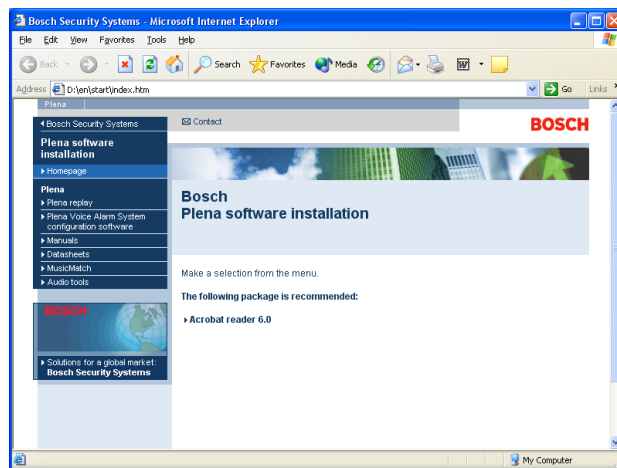 Bosch Security Systems - Microsoft Internet Explorer
File Edit View Favorites Tools Help
Back Search Favorites Media
Address D:\en\start\index.htm Go Links
Plena
Bosch Security Systems
Contact
BOSCH
Plena software
installation
Homepage
Plena
Plena replay
Plena Voice Alarm System
configuration software
Manuals
Datasheets
MusicMatch
Audio tools
BOSCH
Solutions for a global market:
Bosch Security Systems
Bosch
Plena software installation
Make a selection from the menu.
The following package is recommended:
Acrobat reader 6.0
My Computer